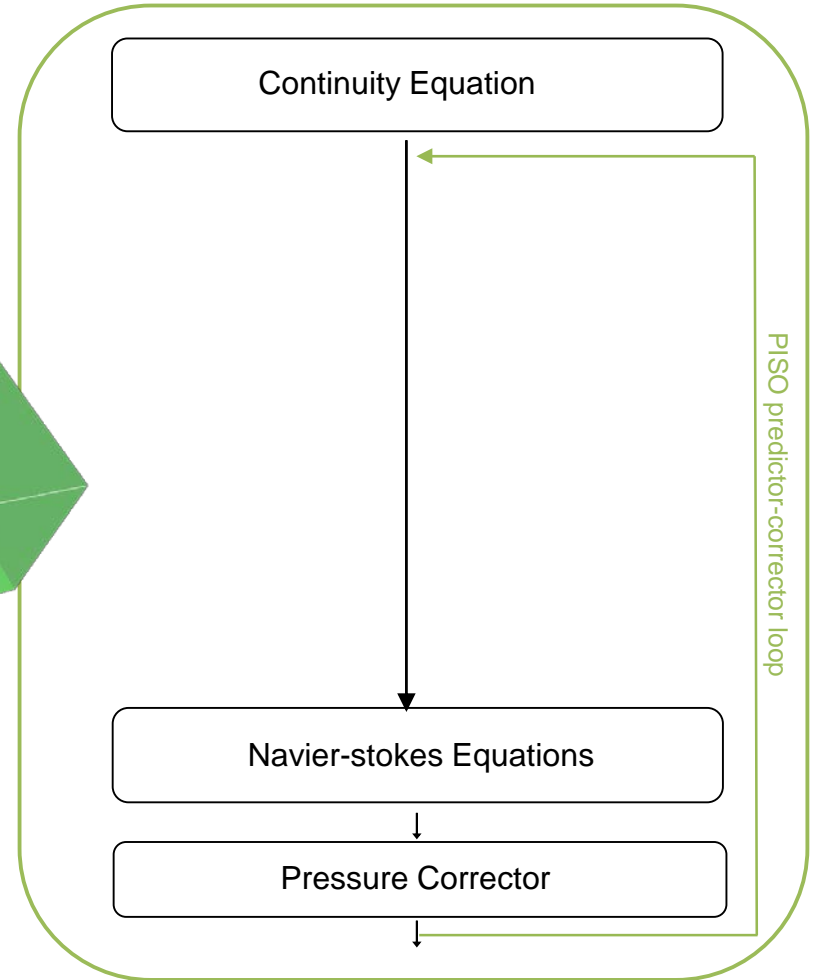 Continuity Equation
PISO predictor-corrector loop
Navier-stokes Equations
Pressure Corrector